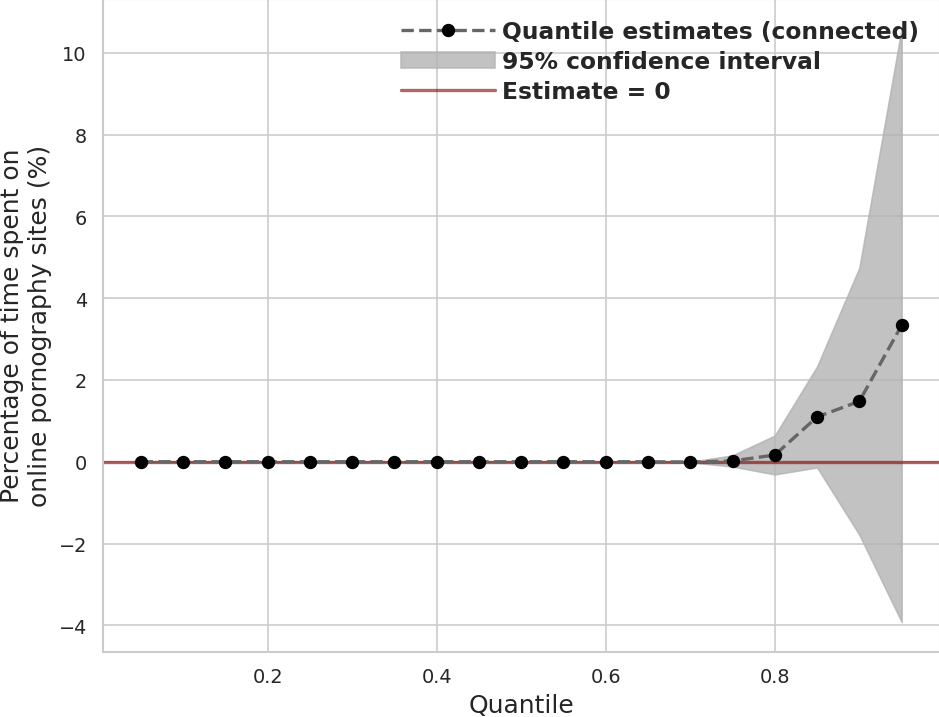 Quantile estimates (connected)
95% confidence interval
Estimate = 0
Percentage of time spent on
online pornography sites (%)
10
8
6
4
2
0
−2
−4
0.2
0.4
0.6
0.8
Quantile